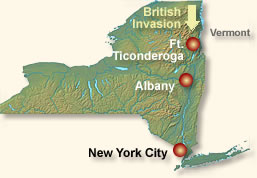 British
Invasion
Ft.
Ticonderoga
Vermont
Albany
New York City